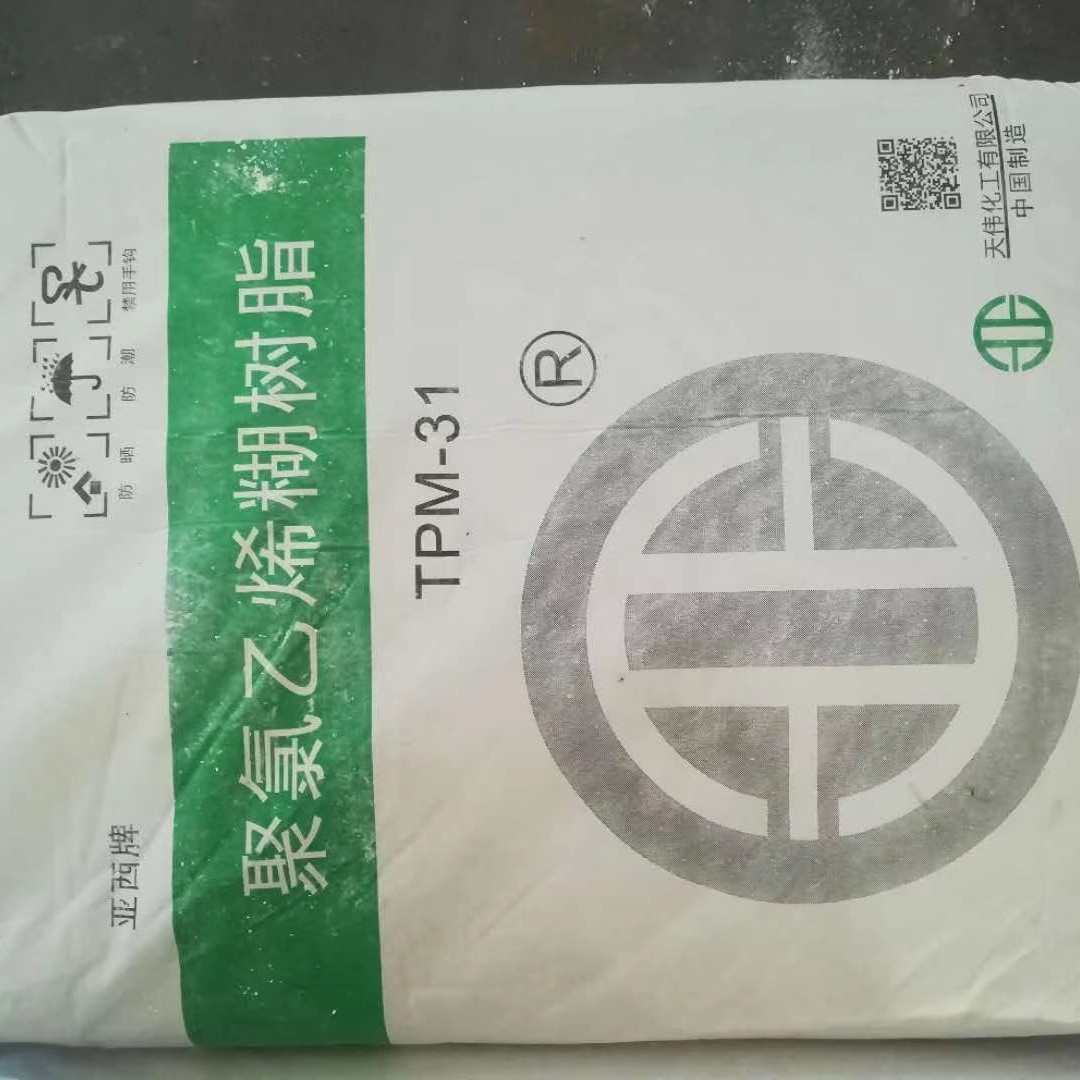 亚西牌
防晒 防潮 禁用手钩
聚氯乙烯糊树脂
TPM-31
®
天伟化工有限公司
中国制造